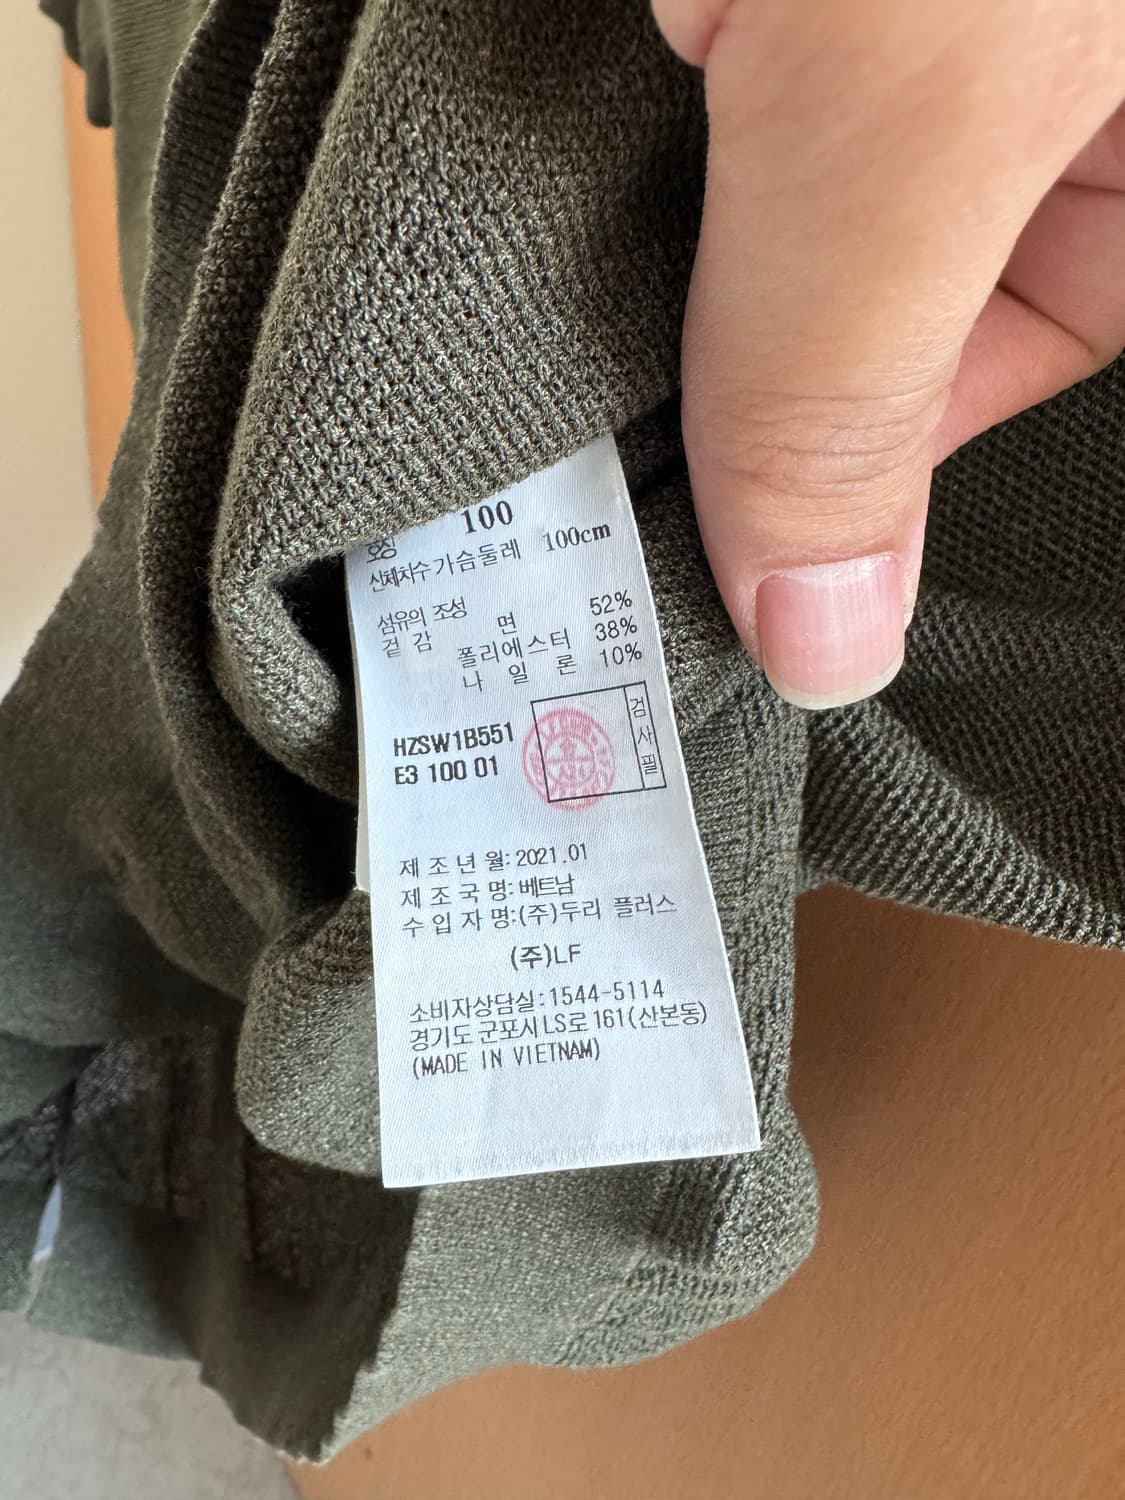 호칭 100
신체치수 가슴둘레 100cm
섬유의 조성
겉감 면 52%
폴리에스터 38%
나일론 10%
HZSW1B551
E3 100 01
검사필
제조년월: 2021.01
제조국명: 베트남
수입자명:(주)두리 플러스
(주)LF
소비자상담실:1544-5114
경기도 군포시 LS로 161(산본동)
(MADE IN VIETNAM)